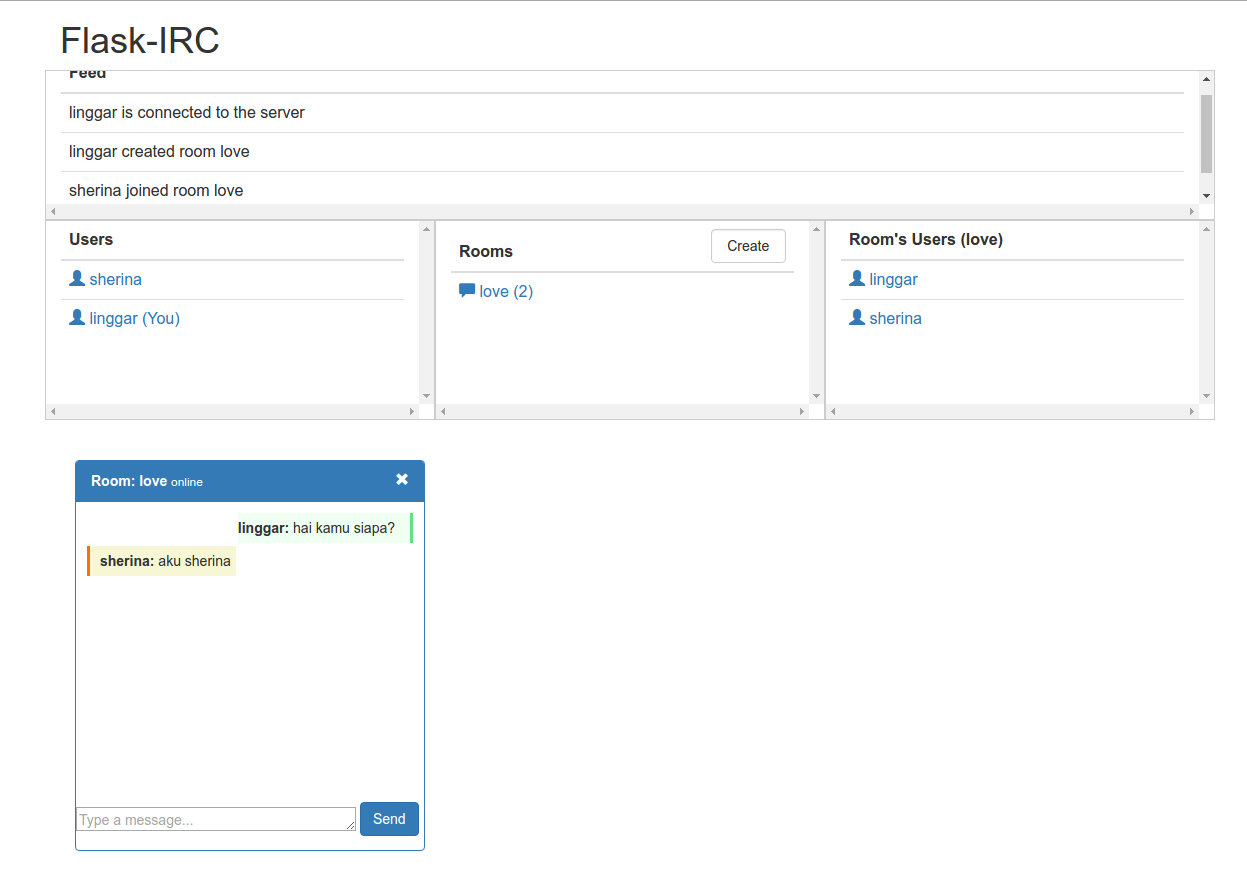 Flask-IRC
Feed
linggar is connected to the server
linggar created room love
sherina joined room love
Users
sherina
linggar (You)
Rooms
Create
love (2)
Room's Users (love)
linggar
sherina
Room: love online
linggar: hai kamu siapa?
sherina: aku sherina
Type a message...
Send